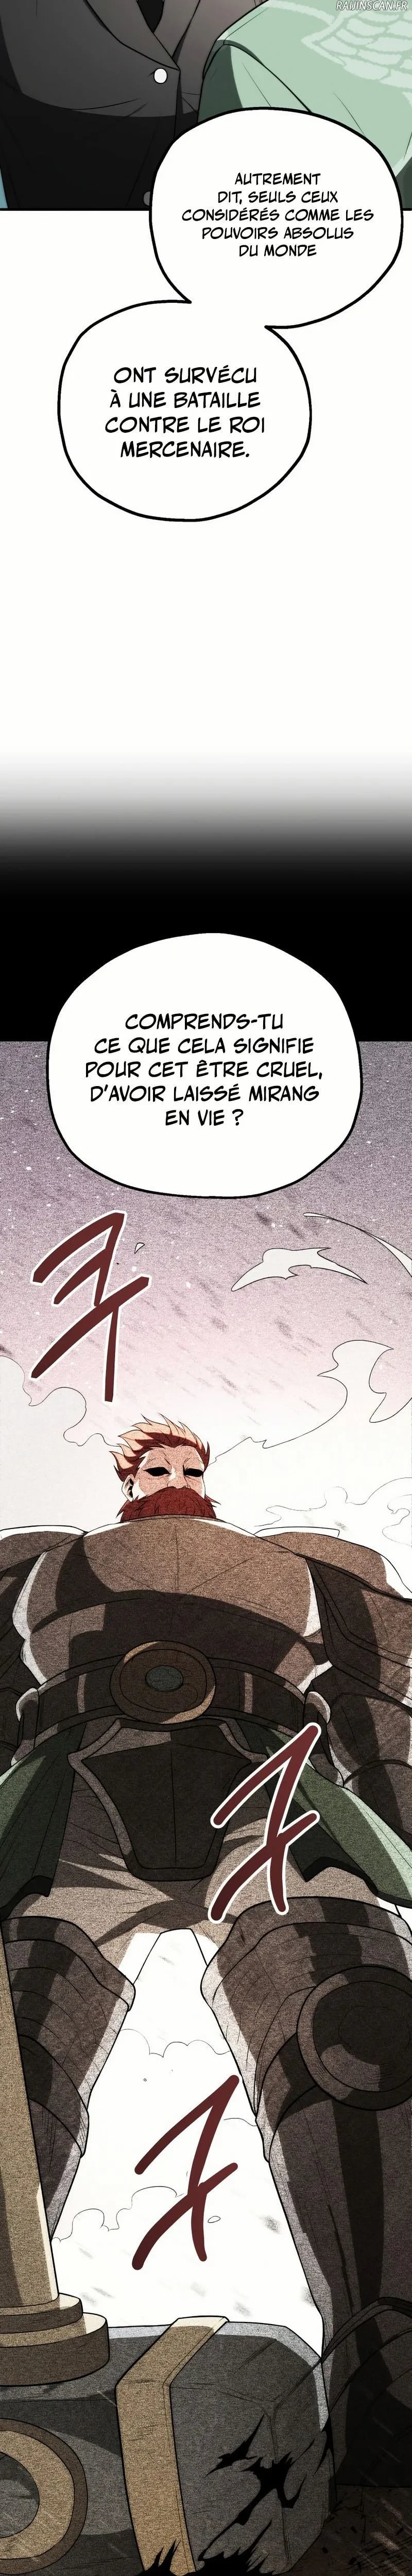 RAIJINSCAN.FR
AUTREMENT
DIT, SEULS CEUX
CONSIDÉRÉS COMME LES
POUVOIRS ABSOLUS
DU MONDE
ONT SURVÉCU
À UNE BATAILLE
CONTRE LE ROI
MERCENAIRE.
COMPRENDS-TU
CE QUE CELA SIGNIFIE
POUR CET ÊTRE CRUEL,
D'AVOIR LAISSÉ MIRANG
EN VIE ?